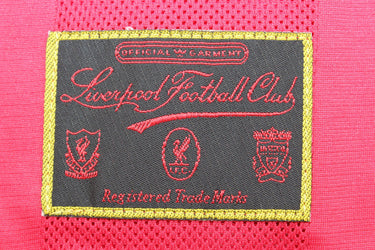 OFFICIAL GARMENT
Liverpool Football Club
L.F.C.
Registered Trade Marks